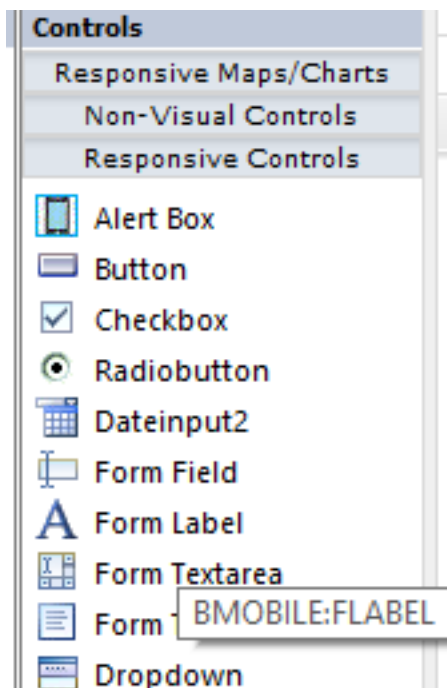 Controls
Responsive Maps/Charts
Non-Visual Controls
Responsive Controls
Alert Box
Button
Checkbox
Radiobutton
Dateinput2
Form Field
Form Label
Form Textarea
Form
BMOBILE:FLABEL
Dropdown